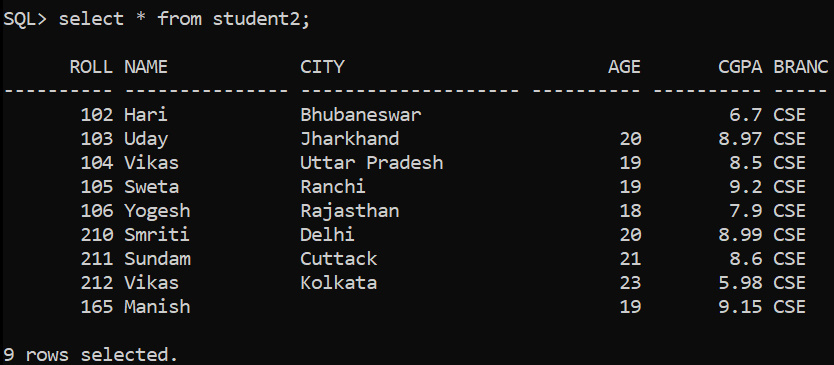 SQL> select * from student2;
      ROLL NAME            CITY                        AGE       CGPA BRANC
---------- --------------- -------------------- ---------- ---------- -----
       102 Hari            Bhubaneswar                            6.7 CSE
       103 Uday            Jharkhand                    20       8.97 CSE
       104 Vikas           Uttar Pradesh                19        8.5 CSE
       105 Sweta           Ranchi                       19        9.2 CSE
       106 Yogesh          Rajasthan                    18        7.9 CSE
       210 Smriti          Delhi                        20       8.99 CSE
       211 Sundam          Cuttack                      21        8.6 CSE
       212 Vikas           Kolkata                      23       5.98 CSE
       165 Manish                                       19       9.15 CSE
9 rows selected.